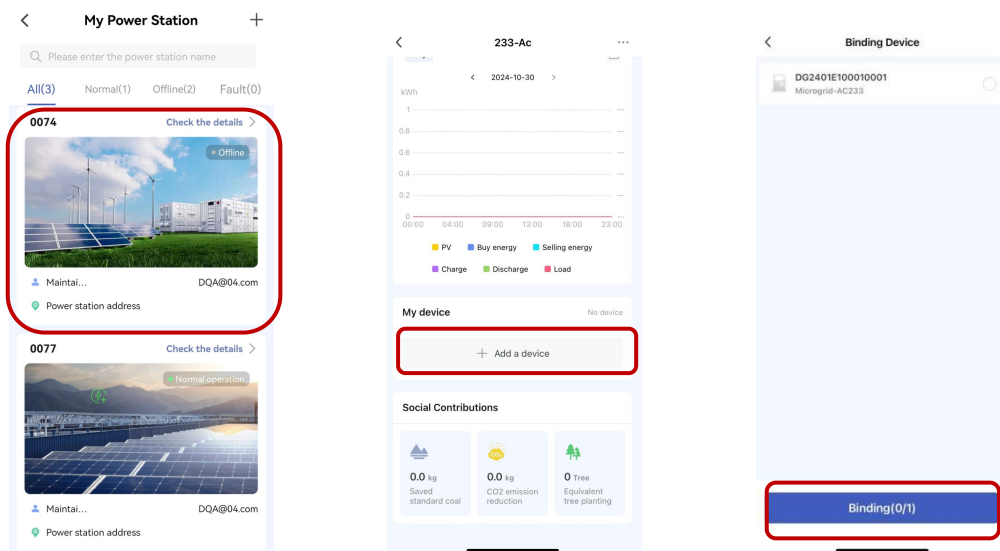 My Power Station
Please enter the power station name
All(3) Normal(1) Offline(2) Fault(0)
0074 Check the details
Offline
Maintai... DQA@04.com
Power station address
0077 Check the details
Normal operation
Maintai... DQA@04.com
Power station address
233-Ac
2024-10-30
kWh
1 --
0.8 --
0.6 --
0.4 --
0.2 --
0 --
00:00 04:00 09:00 13:00 18:00 23:00
PV Buy energy Selling energy
Charge Discharge Load
My device No device
+ Add a device
Social Contributions
CO₂
0.0 kg 0.0 kg 0 Tree
Saved CO2 emission Equivalent
standard coal reduction tree planting
Binding Device
DG2401E100010001
Microgrid-AC233
Binding(0/1)